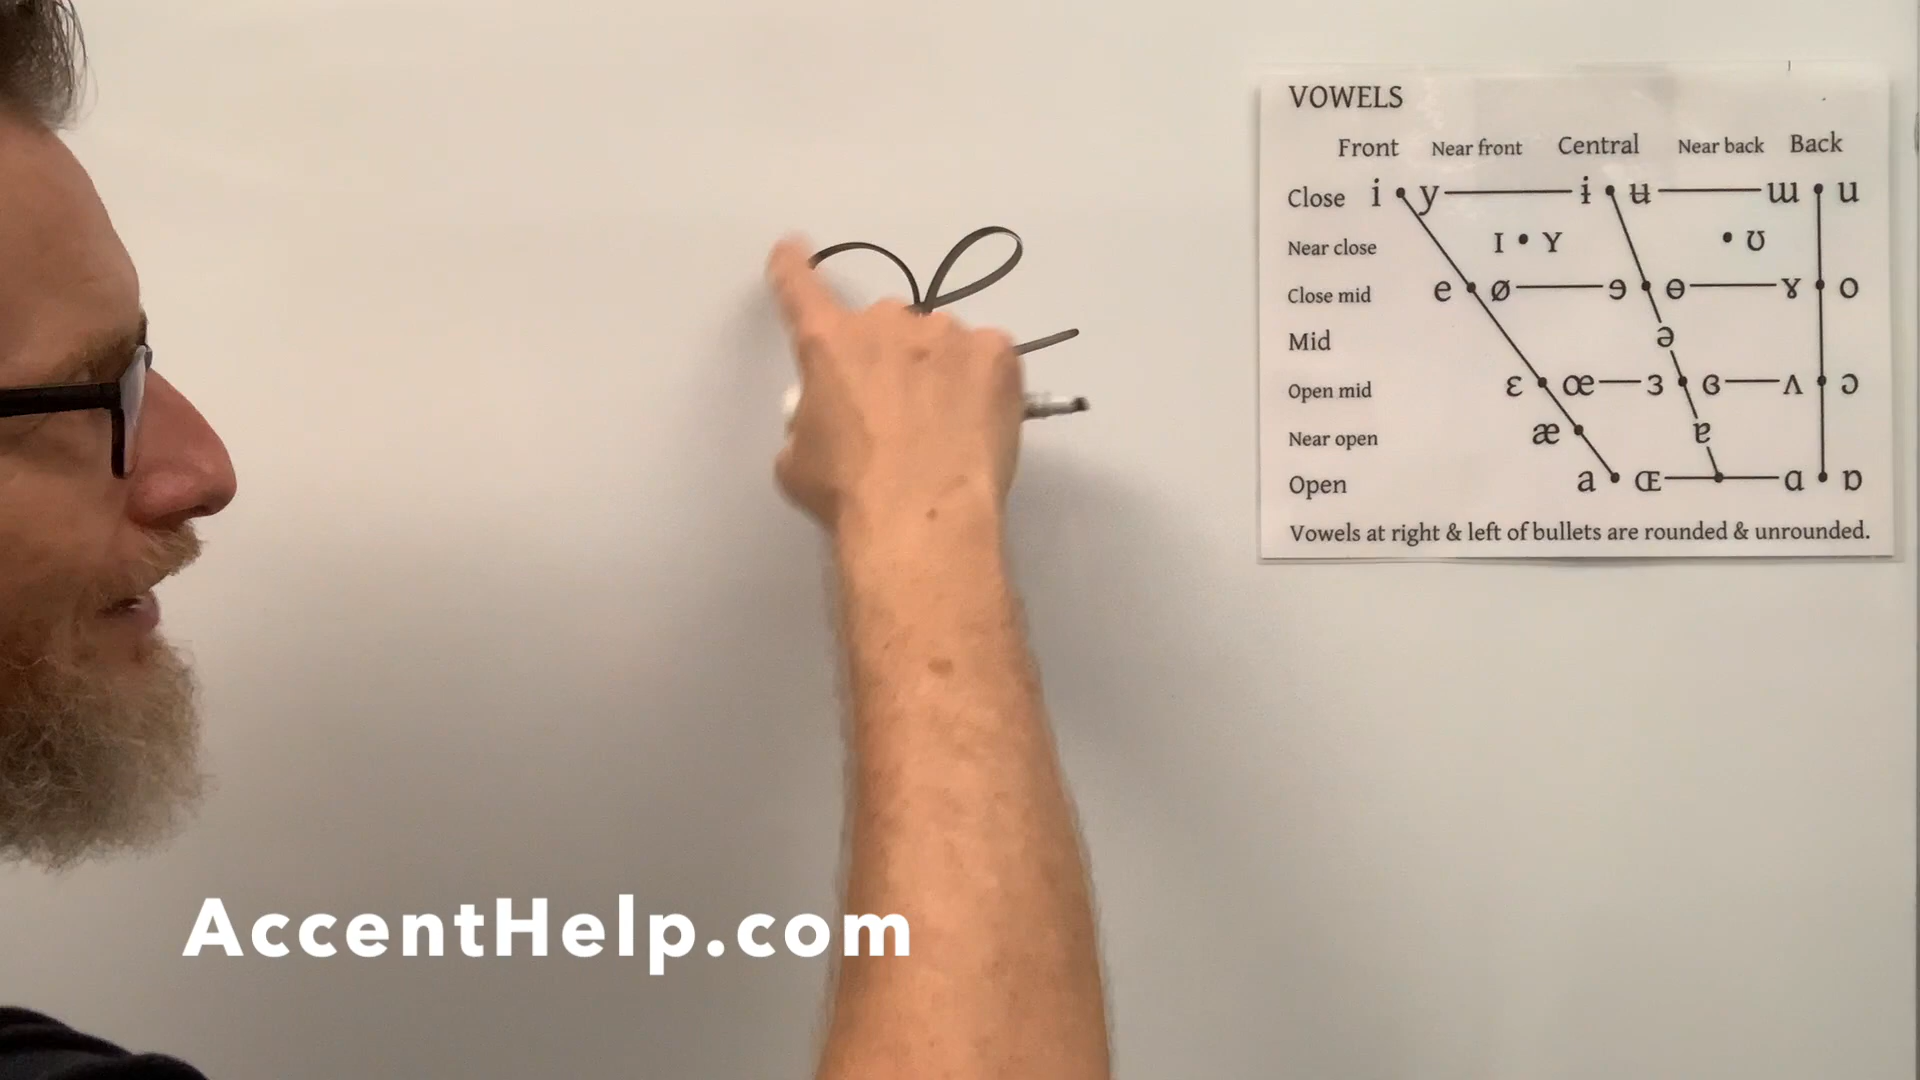 VOWELS
Front Near front Central Near back Back
Close i • y ɨ • ʉ ɯ • u
Near close ɪ • ʏ • ʊ
Close mid e • ø ɘ • ɵ ɤ • o
Mid ə
Open mid ɛ • œ ɜ • ɞ ʌ • ɔ
Near open æ • ɐ
Open a • ɶ • ɑ • ɒ
Vowels at right & left of bullets are rounded & unrounded.
AccentHelp.com